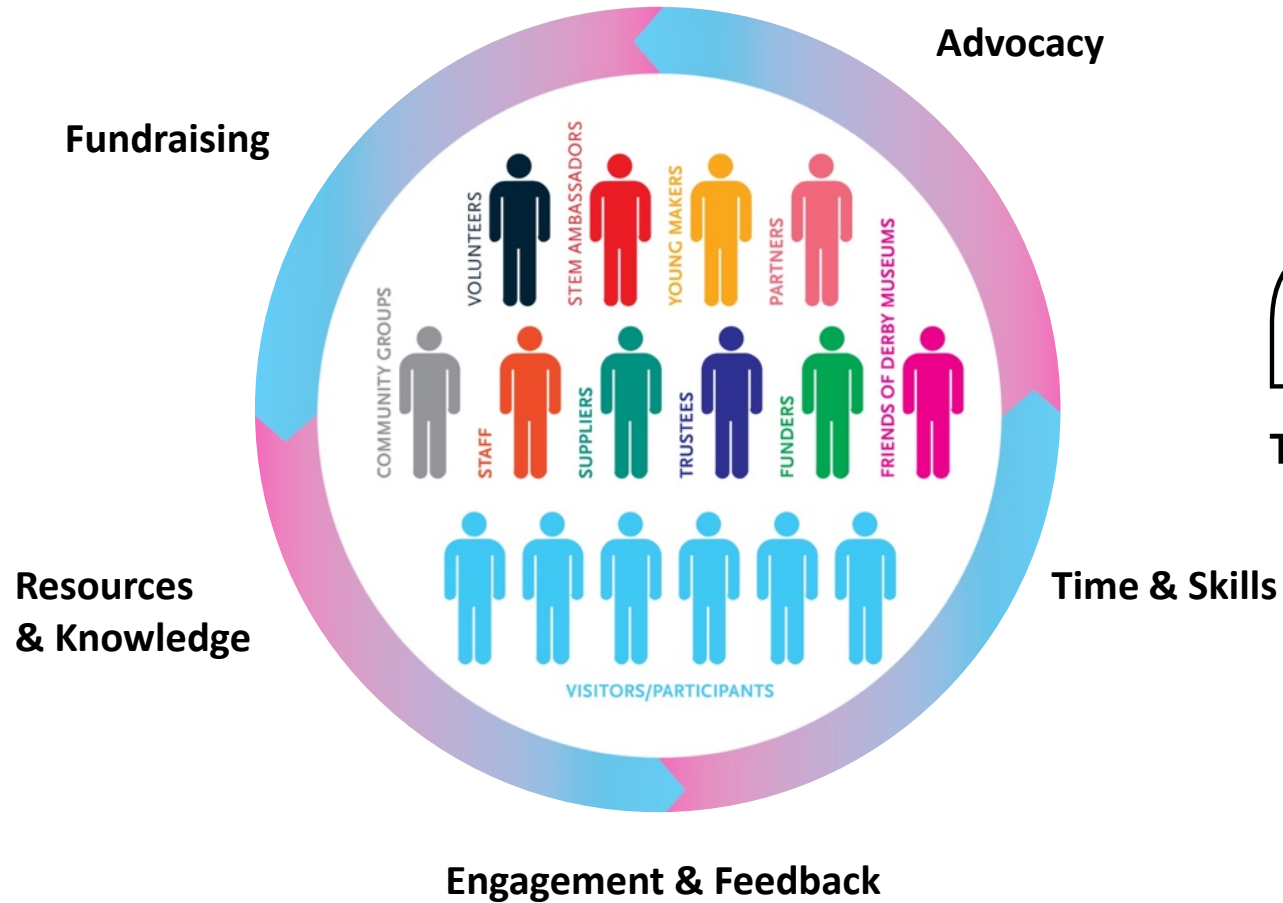 Advocacy
Fundraising
VOLUNTEERS
STEM AMBASSADORS
YOUNG MAKERS
PARTNERS
COMMUNITY GROUPS
STAFF
SUPPLIERS
TRUSTEES
FUNDERS
FRIENDS OF DERBY MUSEUMS
T
Resources
& Knowledge
Time & Skills
VISITORS/PARTICIPANTS
Engagement & Feedback